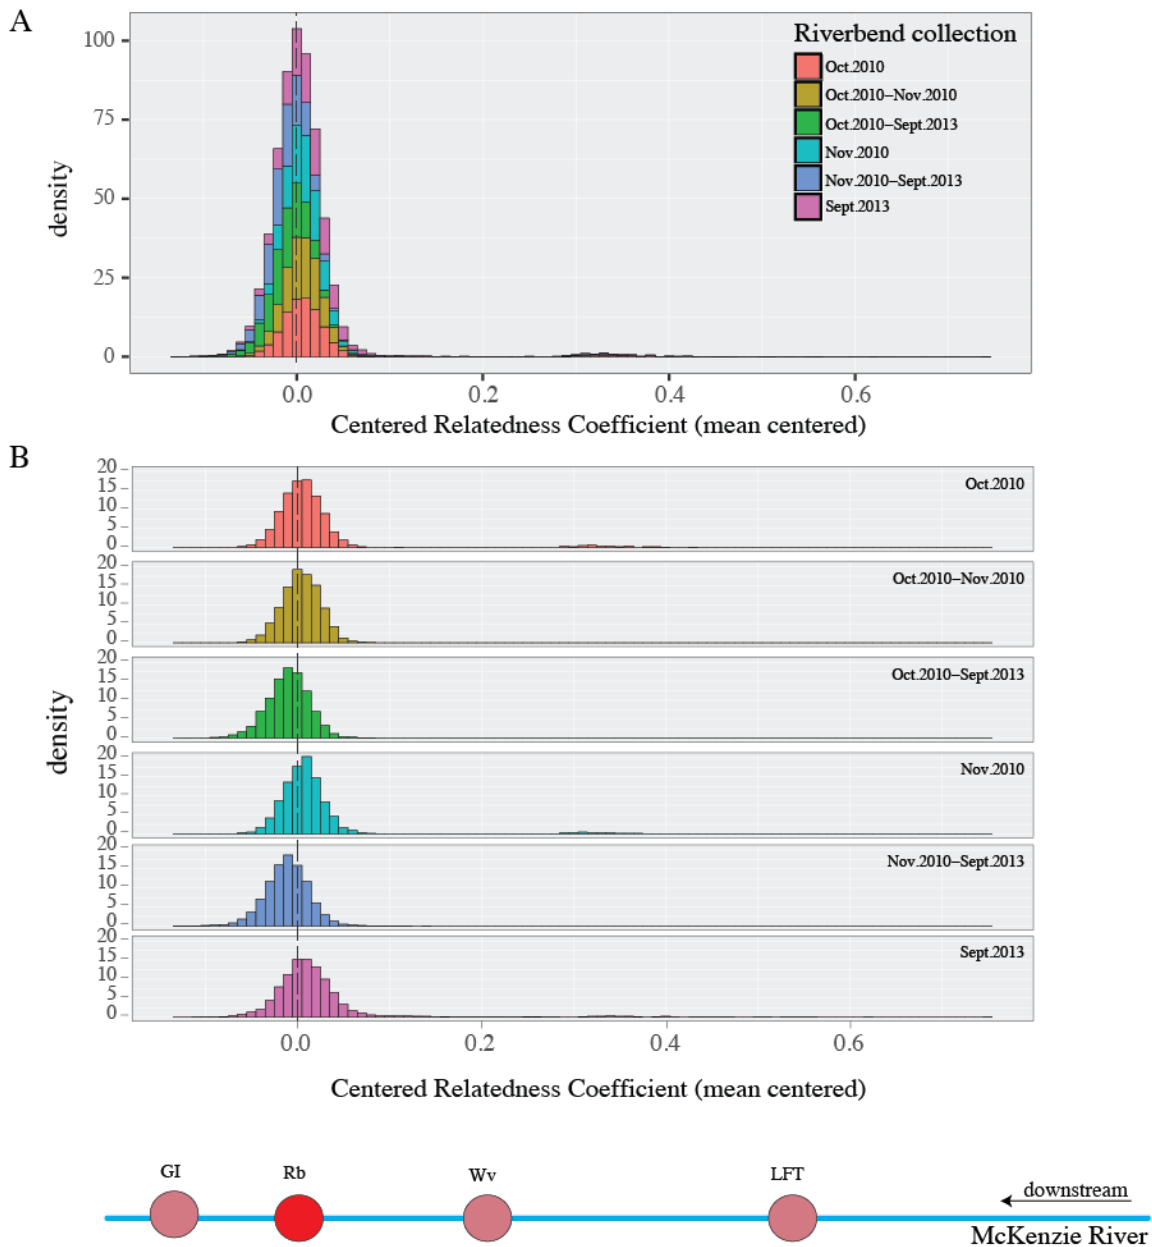 A
Riverbend collection
Oct.2010
Oct.2010–Nov.2010
Oct.2010–Sept.2013
Nov.2010
Nov.2010–Sept.2013
Sept.2013
density
100
75
50
25
0
0.0 0.2 0.4 0.6
Centered Relatedness Coefficient (mean centered)
B
density
20
15
10
5
0
Oct.2010
20
15
10
5
0
Oct.2010–Nov.2010
20
15
10
5
0
Oct.2010–Sept.2013
20
15
10
5
0
Nov.2010
20
15
10
5
0
Nov.2010–Sept.2013
20
15
10
5
0
Sept.2013
0.0 0.2 0.4 0.6
Centered Relatedness Coefficient (mean centered)
GI Rb Wv LFT
downstream
McKenzie River